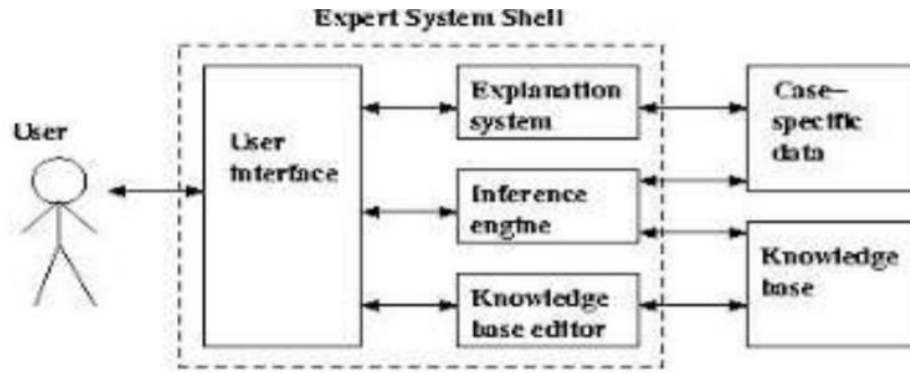 Expert System Shell
User
User
interface
Explanation
system
Inference
engine
Knowledge
base editor
Case–
specific
data
Knowledge
base